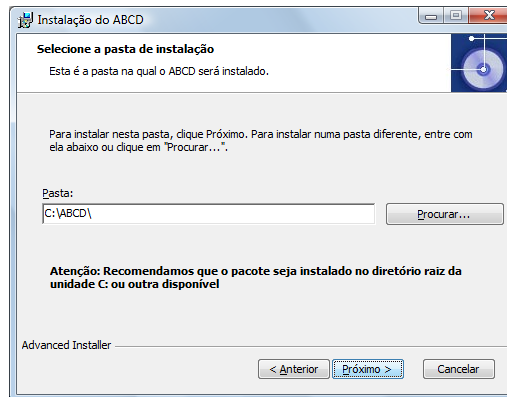 Instalação do ABCD
Selecione a pasta de instalação
Esta é a pasta na qual o ABCD será instalado.
Para instalar nesta pasta, clique Próximo. Para instalar numa pasta diferente, entre com
ela abaixo ou clique em "Procurar...".
Pasta:
C:\ABCD\
Procurar...
Atenção: Recomendamos que o pacote seja instalado no diretório raiz da
unidade C: ou outra disponível
Advanced Installer
< Anterior
Próximo >
Cancelar